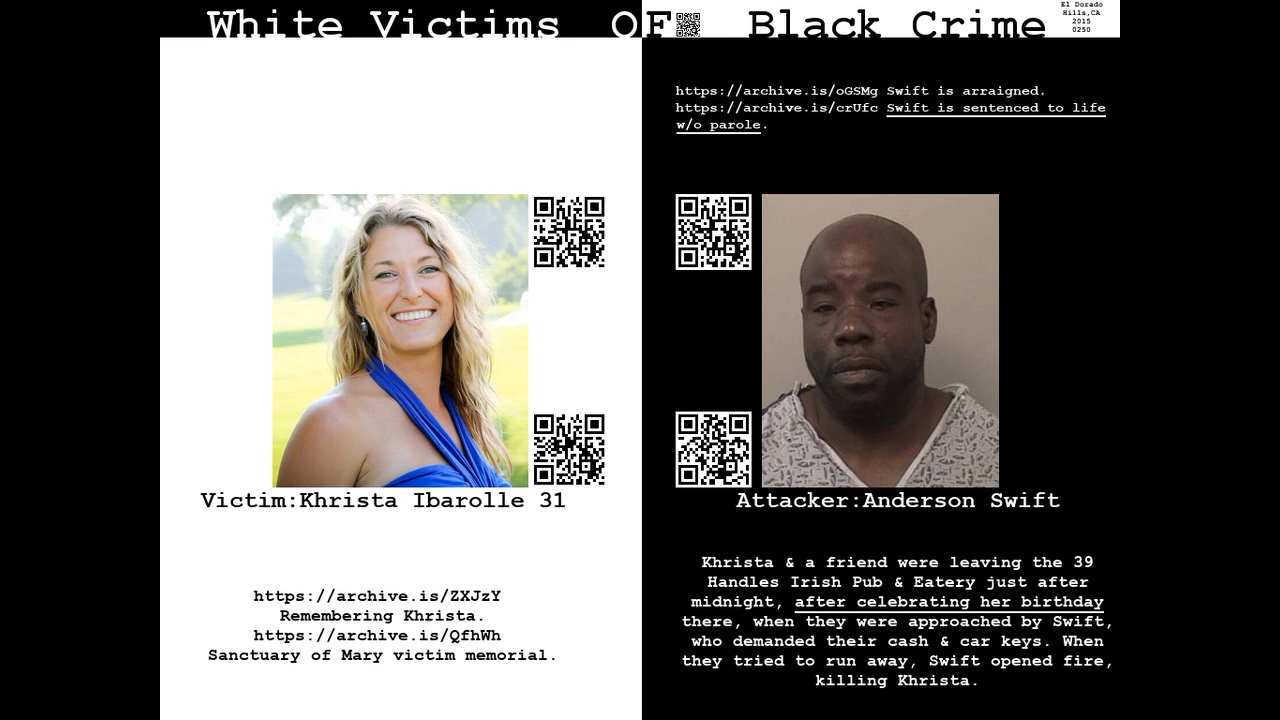 White Victims OF Black Crime
El Dorado
Hills,CA
2015
0250
https://archive.is/oGSMg Swift is arraigned.
https://archive.is/crUfc Swift is sentenced to life
w/o parole.
Victim:Khrista Ibarolle 31
Attacker:Anderson Swift
https://archive.is/ZXJzY
Remembering Khrista.
https://archive.is/QfhWh
Sanctuary of Mary victim memorial.
Khrista & a friend were leaving the 39
Handles Irish Pub & Eatery just after
midnight, after celebrating her birthday
there, when they were approached by Swift,
who demanded their cash & car keys. When
they tried to run away, Swift opened fire,
killing Khrista.